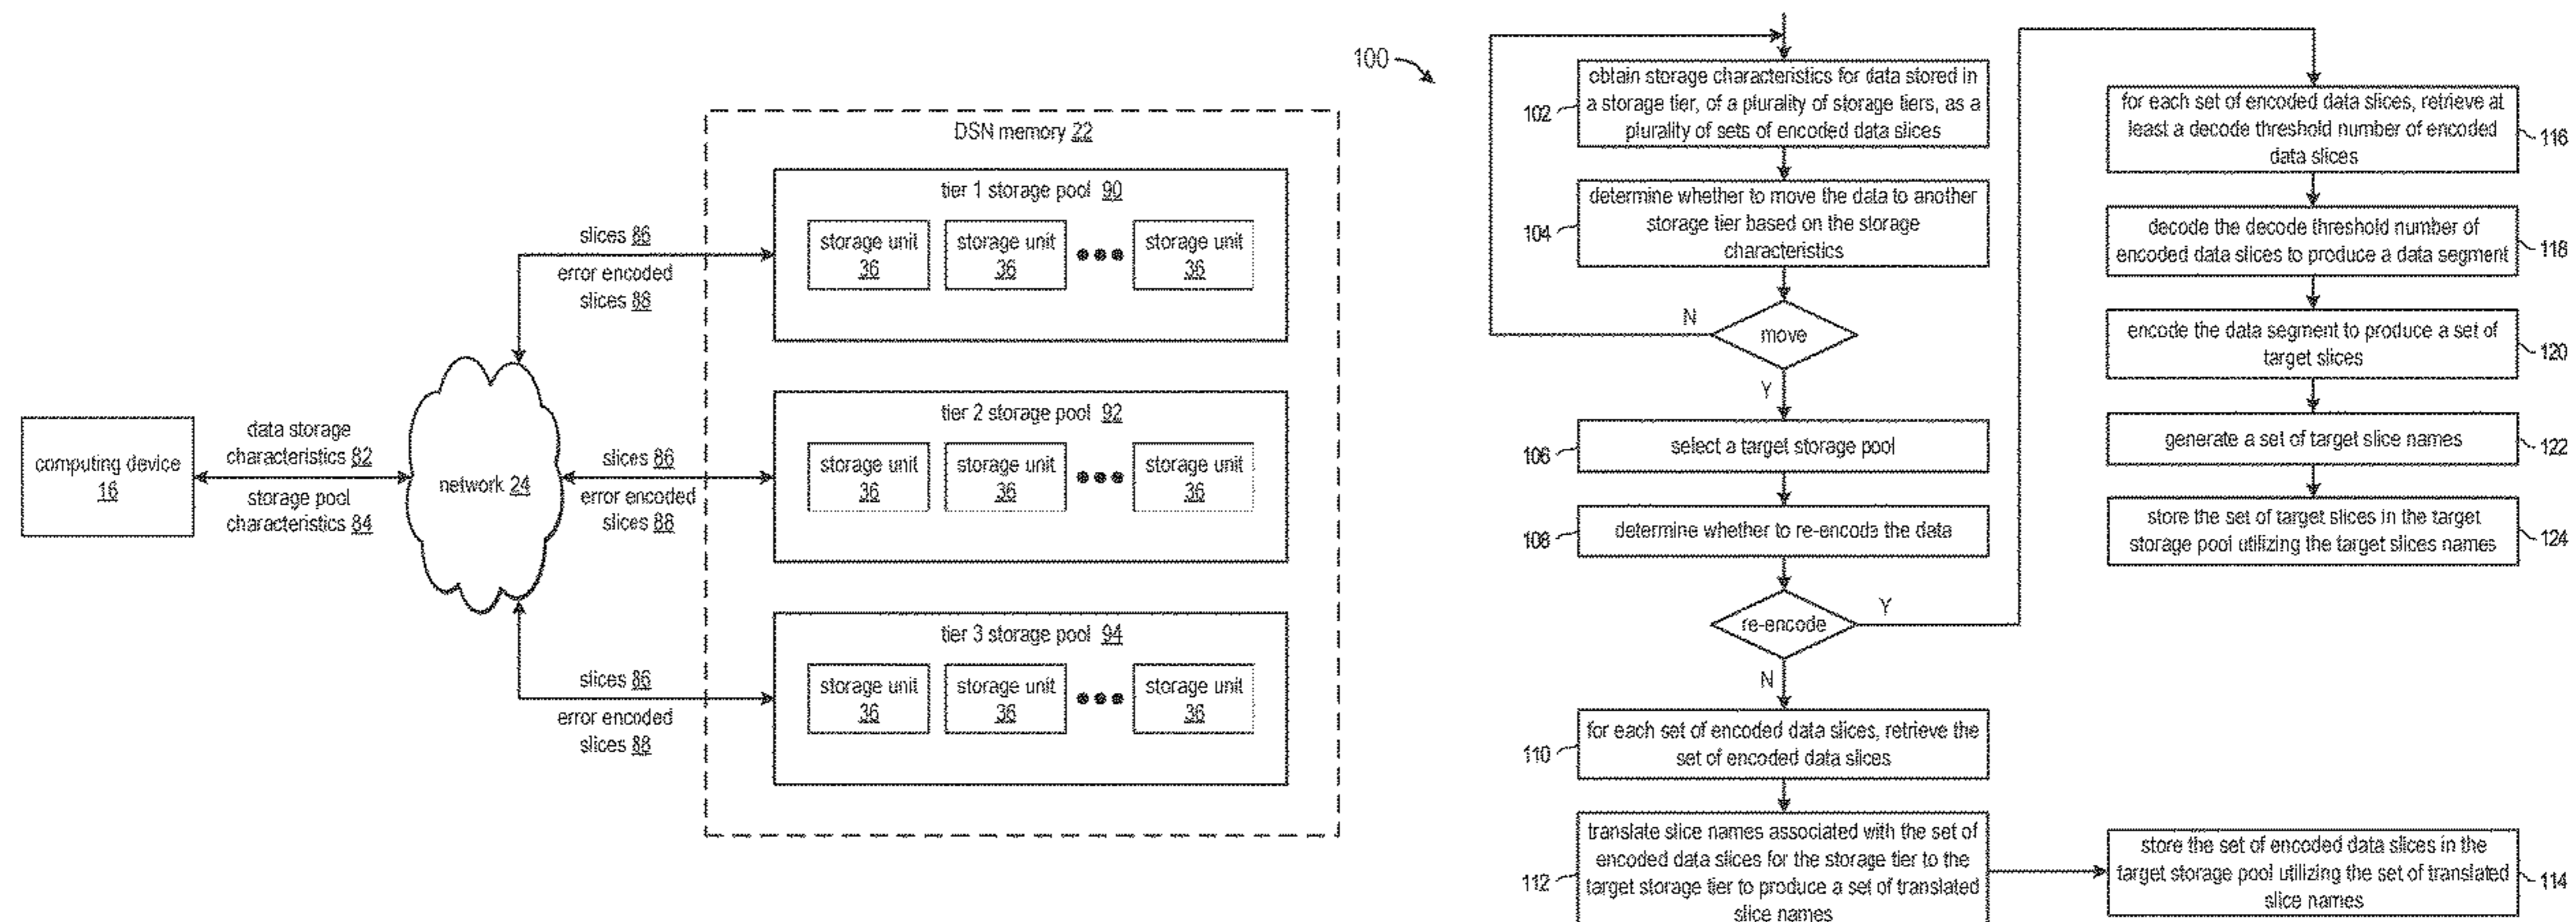 DSN memory 22
tier 1 storage pool 90
storage unit
36
storage unit
36
storage unit
36
slices 86
error encoded
slices 88
tier 2 storage pool 92
storage unit
36
storage unit
36
storage unit
36
computing device
16
data storage
characteristics 82
storage pool
characteristics 84
network 24
slices 86
error encoded
slices 88
tier 3 storage pool 94
storage unit
36
storage unit
36
storage unit
36
slices 86
error encoded
slices 88
100
obtain storage characteristics for data stored in
a storage tier, of a plurality of storage tiers, as a
plurality of sets of encoded data slices
102
determine whether to move the data to another
storage tier based on the storage
characteristics
104
move
N
Y
select a target storage pool
106
determine whether to re-encode the data
108
re-encode
Y
N
for each set of encoded data slices, retrieve the
set of encoded data slices
110
translate slice names associated with the set of
encoded data slices for the storage tier to the
target storage tier to produce a set of translated
slice names
112
store the set of encoded data slices in the
target storage pool utilizing the set of translated
slice names
114
for each set of encoded data slices, retrieve at
least a decode threshold number of encoded
data slices
116
decode the decode threshold number of
encoded data slices to produce a data segment
118
encode the data segment to produce a set of
target slices
120
generate a set of target slice names
122
store the set of target slices in the target
storage pool utilizing the target slices names
124